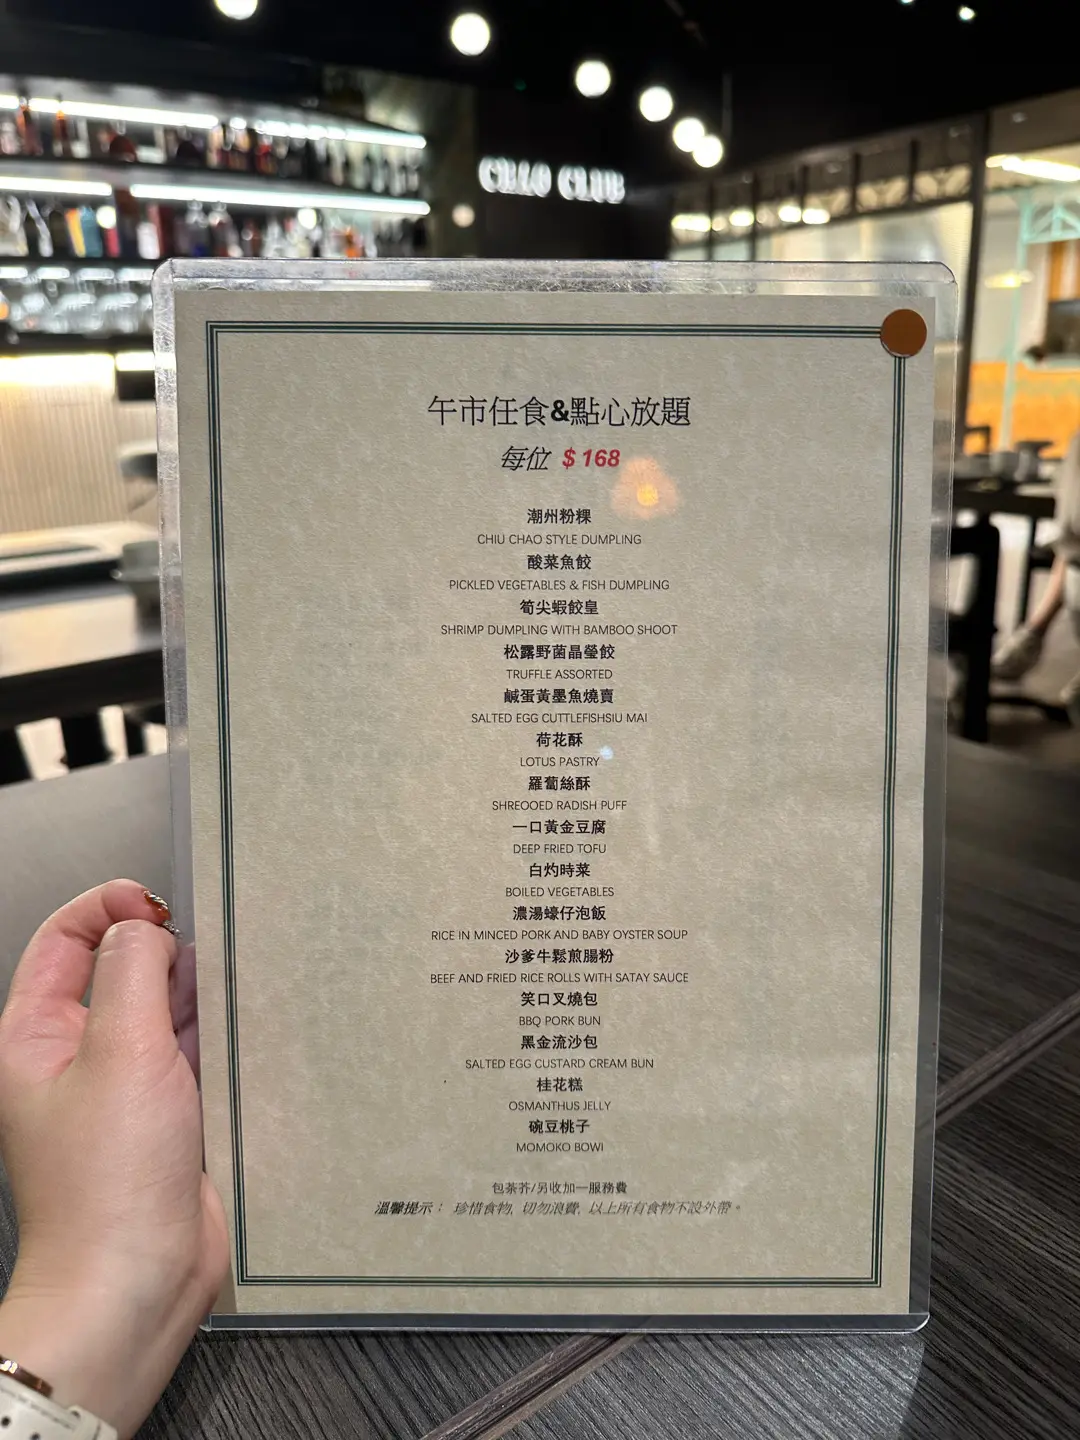 CHAO CLUB
午市任食&點心放題
每位 $168
潮州粉粿
CHIU CHAO STYLE DUMPLING
酸菜魚餃
PICKLED VEGETABLES & FISH DUMPLING
筍尖蝦餃皇
SHRIMP DUMPLING WITH BAMBOO SHOOT
松露野菌晶瑩餃
TRUFFLE ASSORTED
鹹蛋黃墨魚燒賣
SALTED EGG CUTTLEFISHSIU MAI
荷花酥
LOTUS PASTRY
羅蔔絲酥
SHREOOED RADISH PUFF
一口黃金豆腐
DEEP FRIED TOFU
白灼時菜
BOILED VEGETABLES
濃湯蠔仔泡飯
RICE IN MINCED PORK AND BABY OYSTER SOUP
沙爹牛鬆煎腸粉
BEEF AND FRIED RICE ROLLS WITH SATAY SAUCE
笑口叉燒包
BBQ PORK BUN
黑金流沙包
SALTED EGG CUSTARD CREAM BUN
桂花糕
OSMANTHUS JELLY
碗豆桃子
MOMOKO BOWI
包茶芥/另收加一服務費
溫馨提示： 珍惜食物, 切勿浪費, 以上所有食物不設外帶。